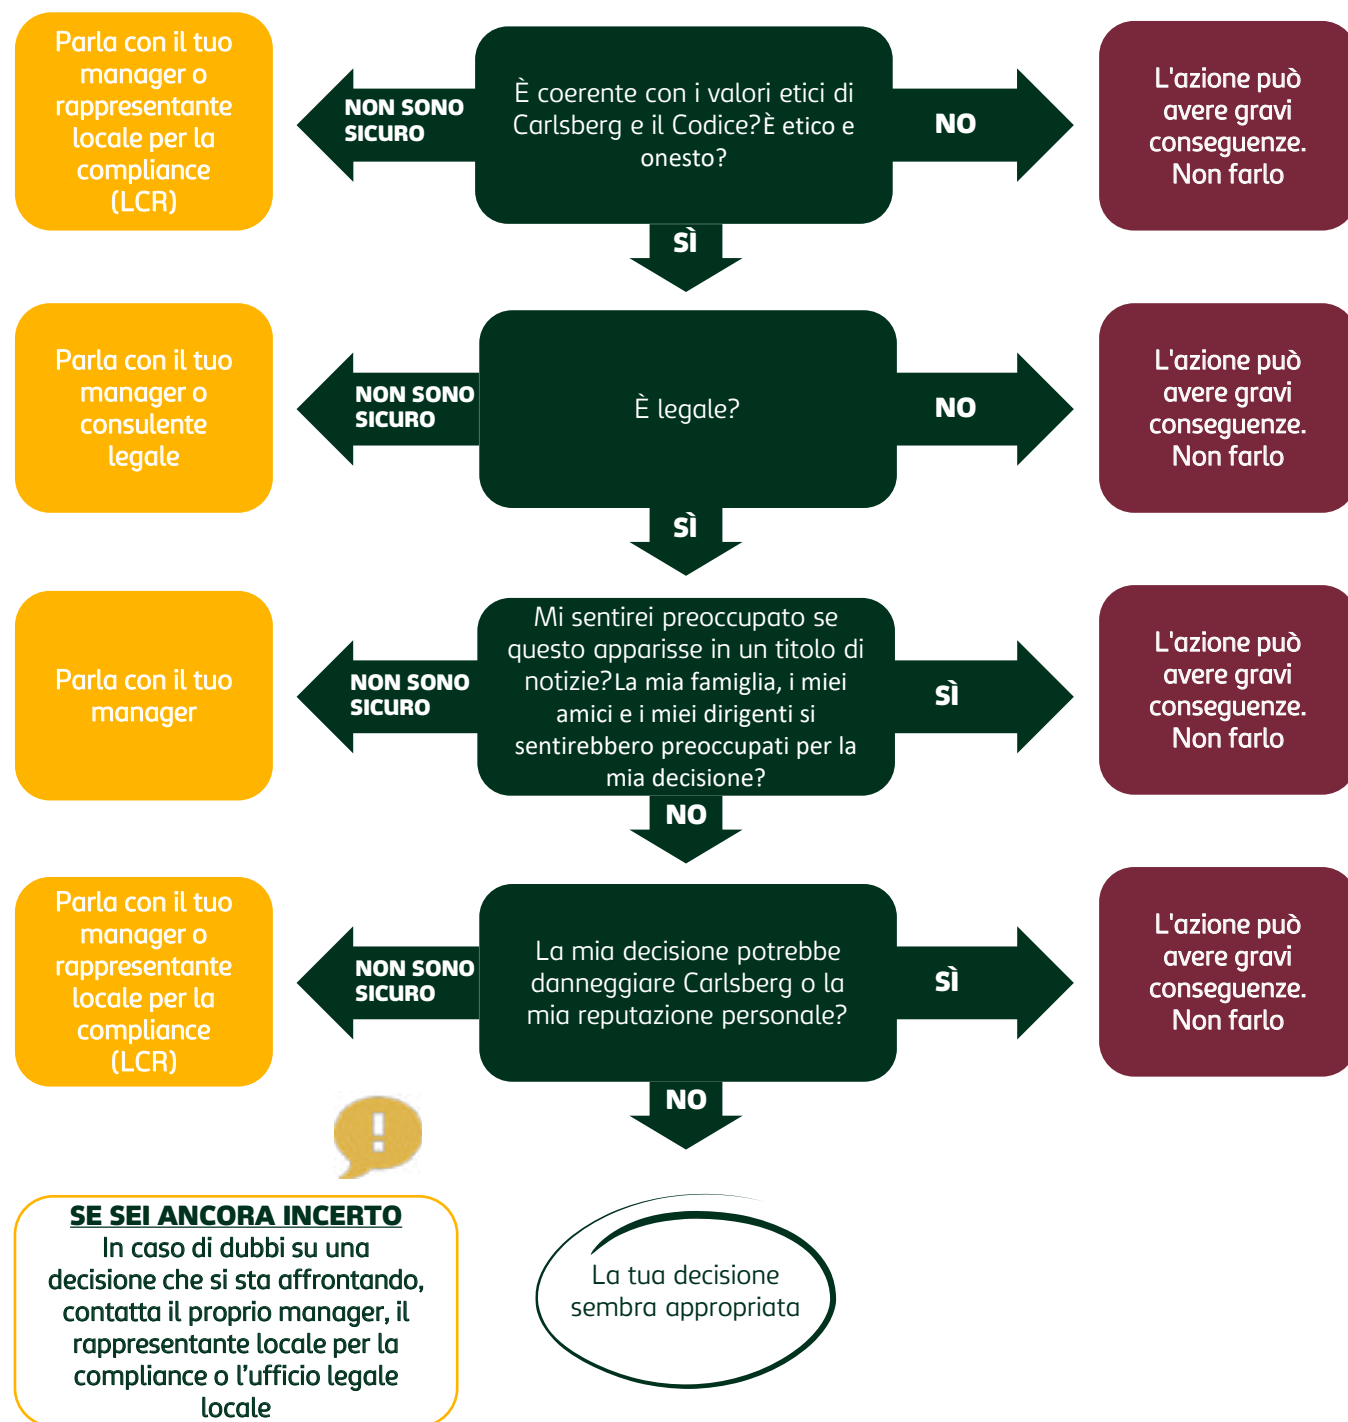 Parla con il tuo
manager o
rappresentante
locale per la
compliance
(LCR)
NON SONO
SICURO
È coerente con i valori etici di
Carlsberg e il Codice?È etico e
onesto?
NO
L'azione può
avere gravi
conseguenze.
Non farlo
SÌ
Parla con il tuo
manager o
consulente
legale
NON SONO
SICURO
È legale?
NO
L'azione può
avere gravi
conseguenze.
Non farlo
SÌ
Parla con il tuo
manager
NON SONO
SICURO
Mi sentirei preoccupato se
questo apparisse in un titolo di
notizie?La mia famiglia, i miei
amici e i miei dirigenti si
sentirebbero preoccupati per la
mia decisione?
SÌ
L'azione può
avere gravi
conseguenze.
Non farlo
NO
Parla con il tuo
manager o
rappresentante
locale per la
compliance
(LCR)
NON SONO
SICURO
La mia decisione potrebbe
danneggiare Carlsberg o la
mia reputazione personale?
SÌ
L'azione può
avere gravi
conseguenze.
Non farlo
NO
!
SE SEI ANCORA INCERTO
In caso di dubbi su una
decisione che si sta affrontando,
contatta il proprio manager, il
rappresentante locale per la
compliance o l’ufficio legale
locale
La tua decisione
sembra appropriata